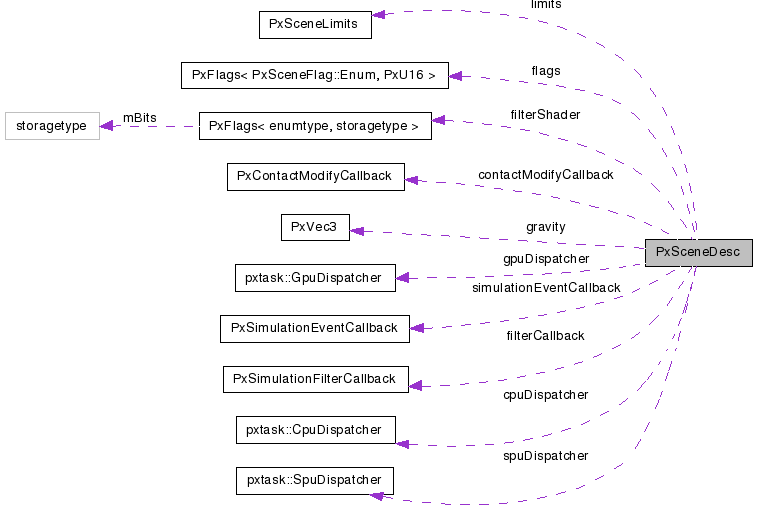 limits
PxSceneLimits
PxFlags< PxSceneFlag::Enum, PxU16 >
flags
storagetype
mBits
PxFlags< enumtype, storagetype >
filterShader
PxContactModifyCallback
contactModifyCallback
PxVec3
gravity
PxSceneDesc
pxtask::GpuDispatcher
gpuDispatcher
simulationEventCallback
PxSimulationEventCallback
filterCallback
PxSimulationFilterCallback
cpuDispatcher
pxtask::CpuDispatcher
spuDispatcher
pxtask::SpuDispatcher